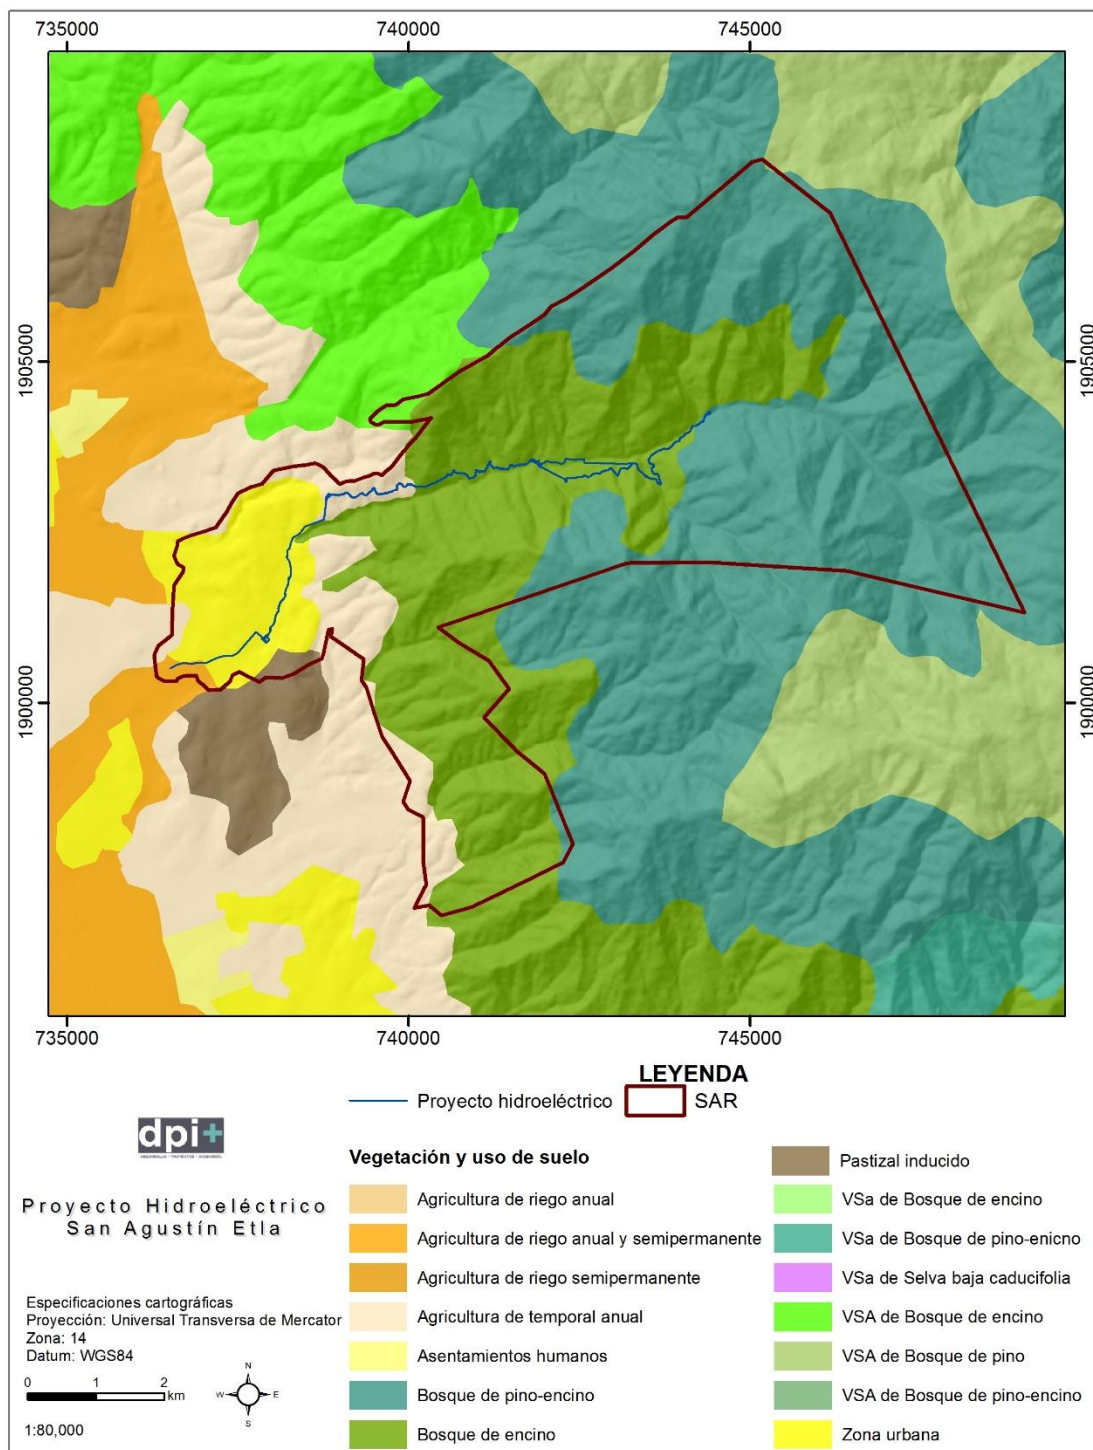 735000 740000 745000
1905000 1905000
1900000 1900000
735000 740000 745000
LEYENDA
Proyecto hidroeléctrico SAR
dpi+
Proyecto Hidroeléctrico
San Agustín Etla
Especificaciones cartográficas
Proyección: Universal Transversa de Mercator
Zona: 14
Datum: WGS84
0 1 2
km
N
W E
S
1:80,000
Vegetación y uso de suelo
Agricultura de riego anual
Agricultura de riego anual y semipermanente
Agricultura de riego semipermanente
Agricultura de temporal anual
Asentamientos humanos
Bosque de pino-encino
Bosque de encino
Pastizal inducido
VSa de Bosque de encino
VSa de Bosque de pino-enicno
VSa de Selva baja caducifolia
VSA de Bosque de encino
VSA de Bosque de pino
VSA de Bosque de pino-encino
Zona urbana